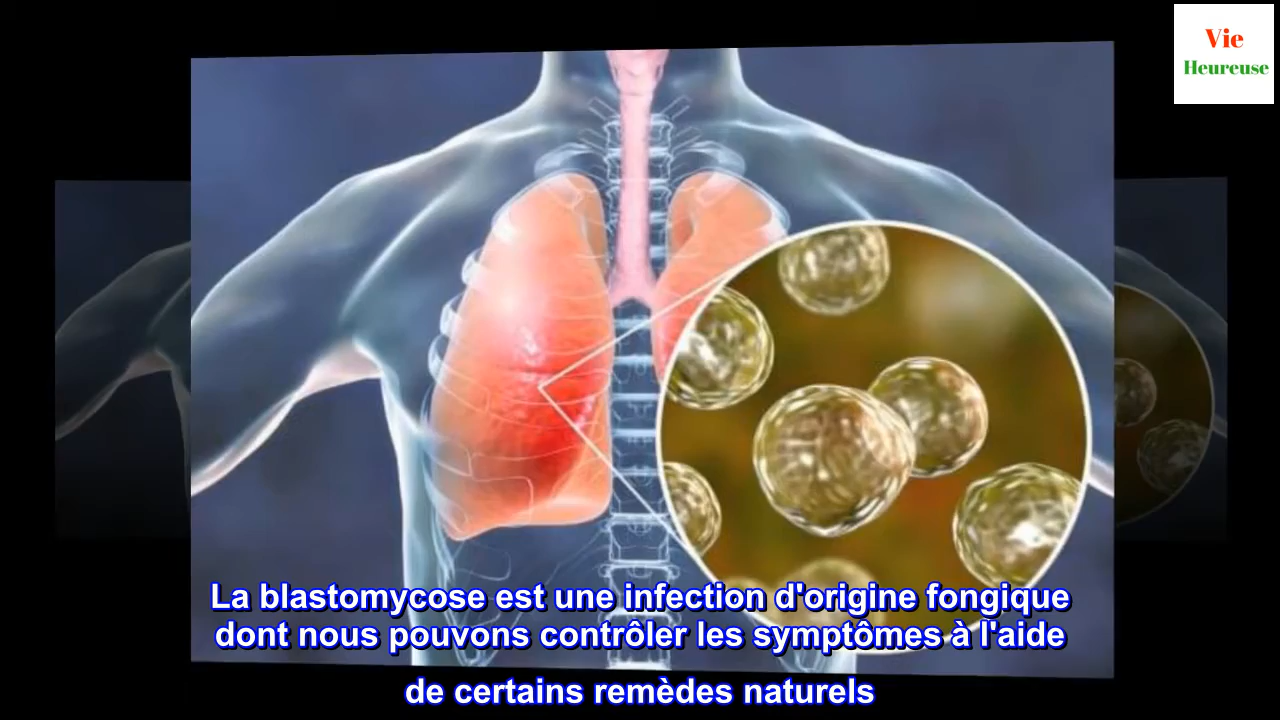 Vie
Heureuse
La blastomycose est une infection d'origine fongique
dont nous pouvons contrôler les symptômes à l'aide
de certains remèdes naturels